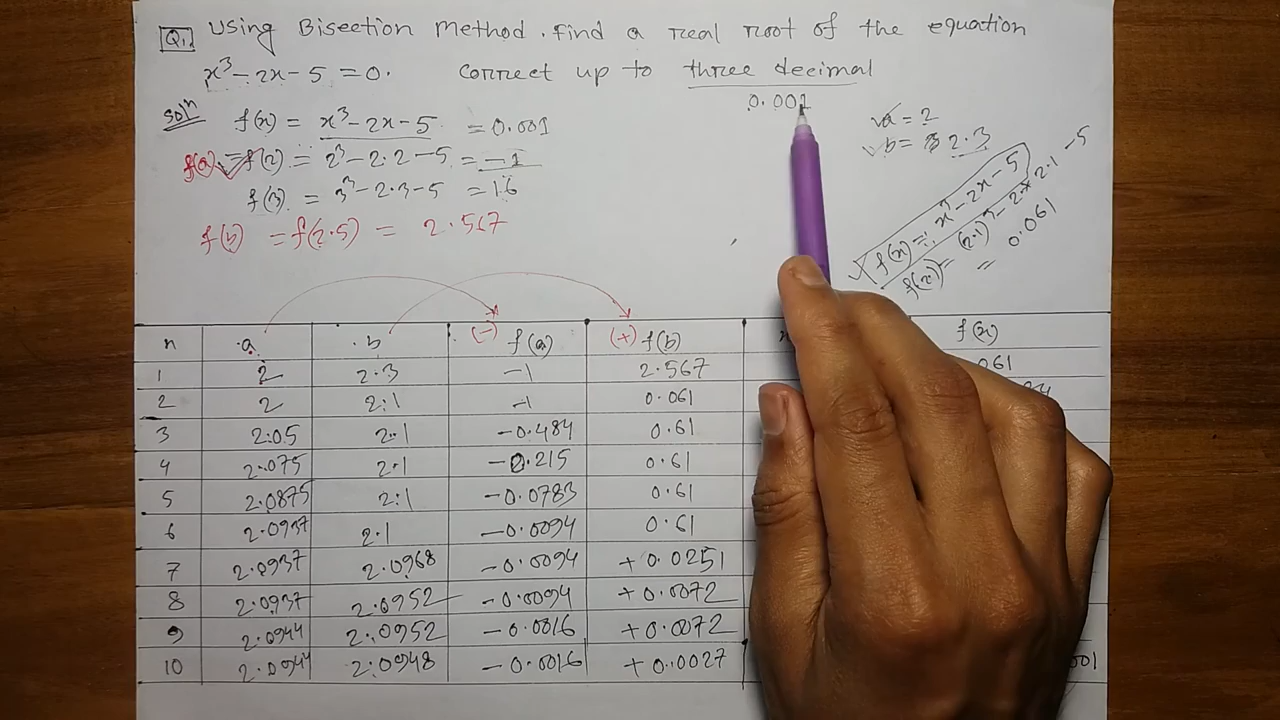 Q1. Using Bisection Method. find a real root of the equation
x³ - 2x - 5 = 0. Correct up to three decimal
0.001
Solⁿ f(x) = x³ - 2x - 5 = 0.001
f(a) = f(2) = 2³ - 2.2 - 5 = -1
f(3) = 3³ - 2.3 - 5 = 16
f(b) = f(2.5) = 2.567
a = 2
b = 3 2.3
f(x) = x³ - 2x - 5
f(x) = (2.1)³ - 2*2.1 - 5
= 0.061
n a b (-) f(a) (+) f(b) f(x)
1 2 2.3 -1 2.567 061
2 2 2.1 -1 0.061
3 2.05 2.1 -0.484 0.61
4 2.075 2.1 -0.215 0.61
5 2.0875 2.1 -0.0783 0.61
6 2.0937 2.1 -0.0094 0.61
7 2.0937 2.0968 -0.0094 +0.0251
8 2.0937 2.0952 -0.0094 +0.0072
9 2.0944 2.0952 -0.0016 +0.0072
10 2.0944 2.0948 -0.0016 +0.0027 001